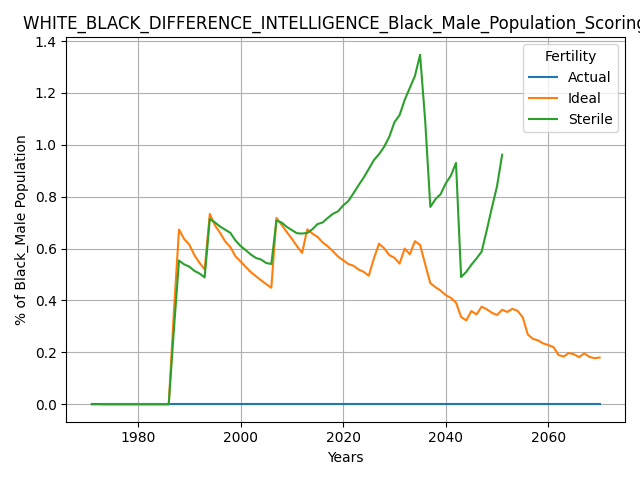 WHITE_BLACK_DIFFERENCE_INTELLIGENCE_Black_Male_Population_Scoring
1.4
1.2
1.0
0.8
0.6
0.4
0.2
0.0
% of Black_Male Population
Fertility
Actual
Ideal
Sterile
1980 2000 2020 2040 2060
Years